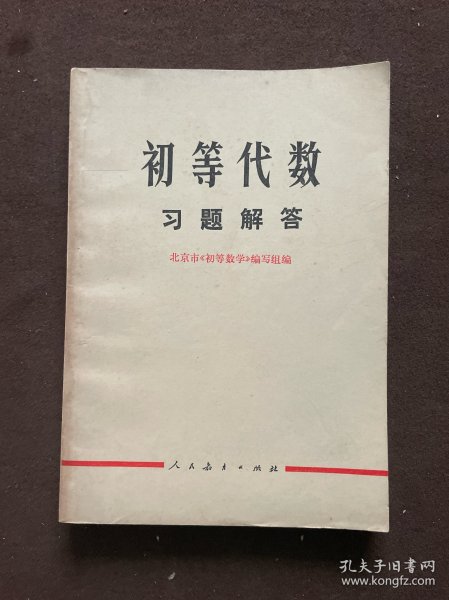 初等代数
习题解答
北京市《初等数学》编写组编
人民教育出版社
孔夫子旧书网
www.kongfz.com